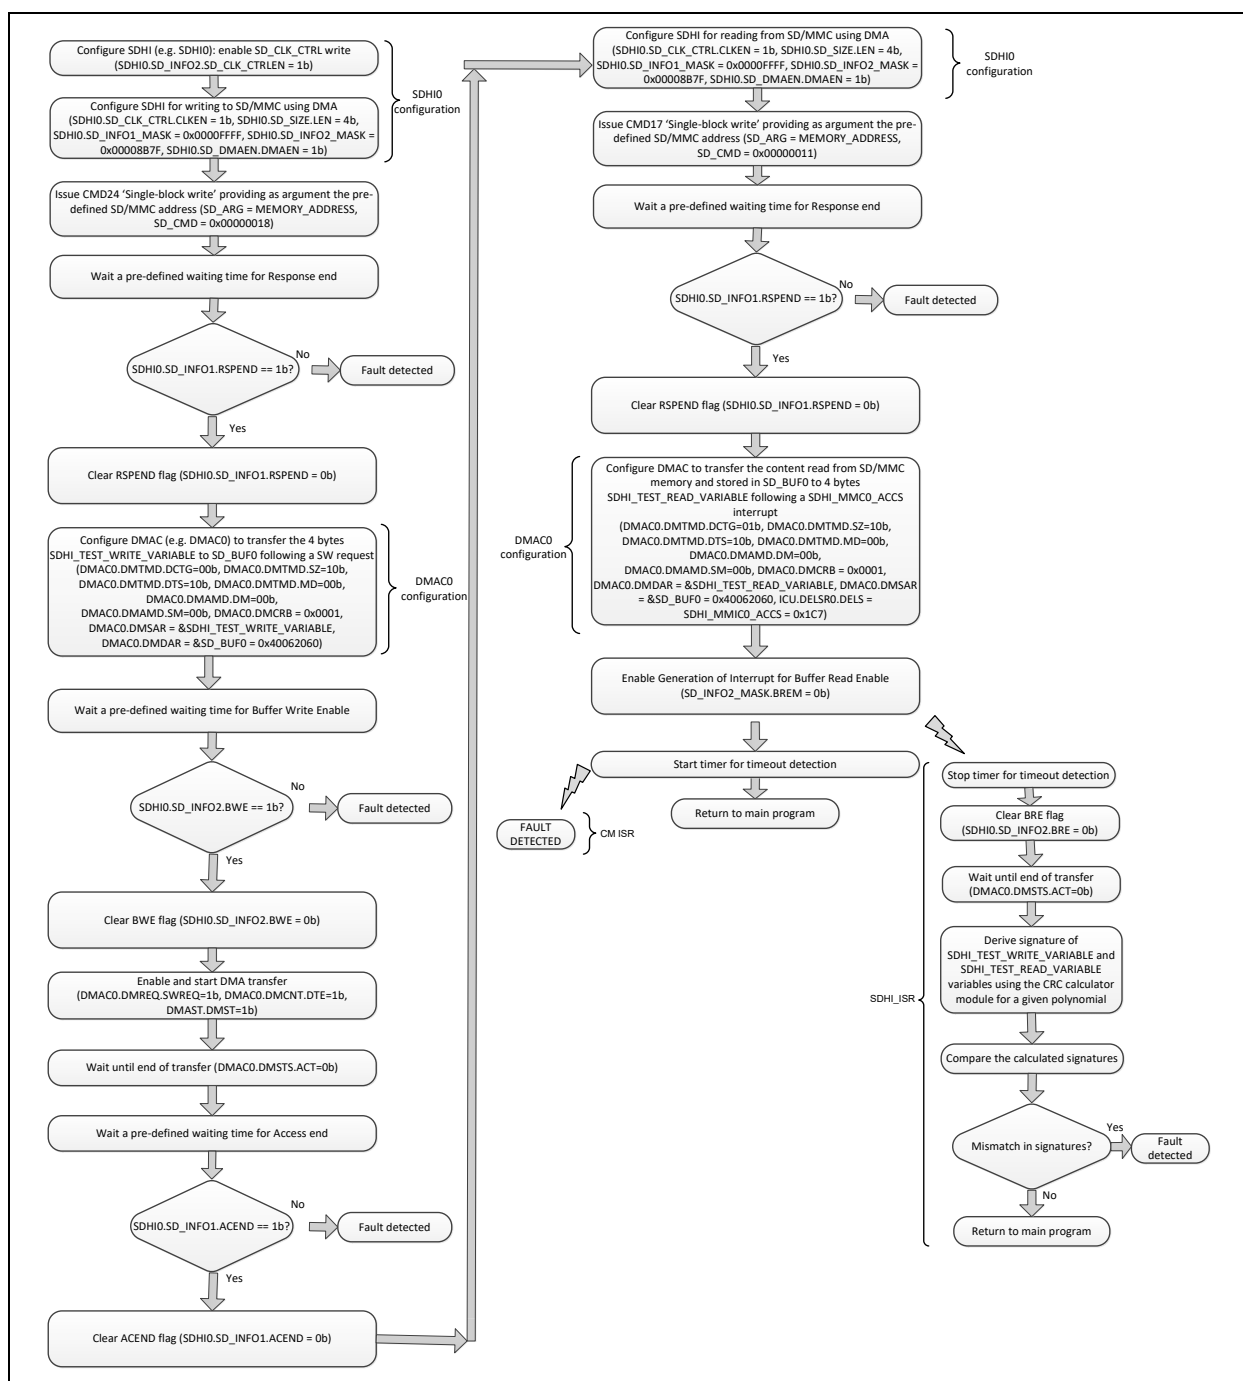 Configure SDHI (e.g. SDHI0): enable SD_CLK_CTRL write
(SDHI0.SD_INFO2.SD_CLK_CTRLEN = 1b)
SDHI0
configuration
Configure SDHI for writing to SD/MMC using DMA
(SDHI0.SD_CLK_CTRL.CLKEN = 1b, SDHI0.SD_SIZE.LEN = 4b,
SDHI0.SD_INFO1_MASK = 0x0000FFFF, SDHI0.SD_INFO2_MASK =
0x00008B7F, SDHI0.SD_DMAEN.DMAEN = 1b)
Issue CMD24 ‘Single-block write’ providing as argument the pre-
defined SD/MMC address (SD_ARG = MEMORY_ADDRESS,
SD_CMD = 0x00000018)
Wait a pre-defined waiting time for Response end
SDHI0.SD_INFO1.RSPEND == 1b?
No
Fault detected
Yes
Clear RSPEND flag (SDHI0.SD_INFO1.RSPEND = 0b)
Configure DMAC (e.g. DMAC0) to transfer the 4 bytes
SDHI_TEST_WRITE_VARIABLE to SD_BUF0 following a SW request
(DMAC0.DMTMD.DCTG=00b, DMAC0.DMTMD.SZ=10b,
DMAC0.DMTMD.DTS=10b, DMAC0.DMTMD.MD=00b,
DMAC0.DMAMD.DM=00b,
DMAC0.DMAMD.SM=00b, DMAC0.DMCRB = 0x0001,
DMAC0.DMSAR = &SDHI_TEST_WRITE_VARIABLE,
DMAC0.DMDAR = &SD_BUF0 = 0x40062060)
DMAC0
configuration
Wait a pre-defined waiting time for Buffer Write Enable
SDHI0.SD_INFO2.BWE == 1b?
No
Fault detected
Yes
Clear BWE flag (SDHI0.SD_INFO2.BWE = 0b)
Enable and start DMA transfer
(DMAC0.DMREQ.SWREQ=1b, DMAC0.DMCNT.DTE=1b,
DMAST.DMST=1b)
Wait until end of transfer (DMAC0.DMSTS.ACT=0b)
Wait a pre-defined waiting time for Access end
SDHI0.SD_INFO1.ACEND == 1b?
No
Fault detected
Yes
Clear ACEND flag (SDHI0.SD_INFO1.ACEND = 0b)
Configure SDHI for reading from SD/MMC using DMA
(SDHI0.SD_CLK_CTRL.CLKEN = 1b, SDHI0.SD_SIZE.LEN = 4b,
SDHI0.SD_INFO1_MASK = 0x0000FFFF, SDHI0.SD_INFO2_MASK =
0x00008B7F, SDHI0.SD_DMAEN.DMAEN = 1b)
SDHI0
configuration
Issue CMD17 ‘Single-block write’ providing as argument the pre-
defined SD/MMC address (SD_ARG = MEMORY_ADDRESS,
SD_CMD = 0x00000011)
Wait a pre-defined waiting time for Response end
SDHI0.SD_INFO1.RSPEND == 1b?
No
Fault detected
Yes
Clear RSPEND flag (SDHI0.SD_INFO1.RSPEND = 0b)
Configure DMAC to transfer the content read from SD/MMC
memory and stored in SD_BUF0 to 4 bytes
SDHI_TEST_READ_VARIABLE following a SDHI_MMC0_ACCS
interrupt
(DMAC0.DMTMD.DCTG=01b, DMAC0.DMTMD.SZ=10b,
DMAC0.DMTMD.DTS=10b, DMAC0.DMTMD.MD=00b,
DMAC0.DMAMD.DM=00b,
DMAC0.DMAMD.SM=00b, DMAC0.DMCRB = 0x0001,
DMAC0.DMDAR = &SDHI_TEST_READ_VARIABLE, DMAC0.DMSAR
= &SD_BUF0 = 0x40062060, ICU.DELSR0.DELS =
SDHI_MMIC0_ACCS = 0x1C7)
DMAC0
configuration
Enable Generation of Interrupt for Buffer Read Enable
(SD_INFO2_MASK.BREM = 0b)
Start timer for timeout detection
Return to main program
FAULT
DETECTED
CM ISR
Stop timer for timeout detection
Clear BRE flag
(SDHI0.SD_INFO2.BRE = 0b)
Wait until end of transfer
(DMAC0.DMSTS.ACT=0b)
Derive signature of
SDHI_TEST_WRITE_VARIABLE and
SDHI_TEST_READ_VARIABLE
variables using the CRC calculator
module for a given polynomial
SDHI_ISR
Compare the calculated signatures
Mismatch in signatures?
Yes
Fault
detected
No
Return to main program